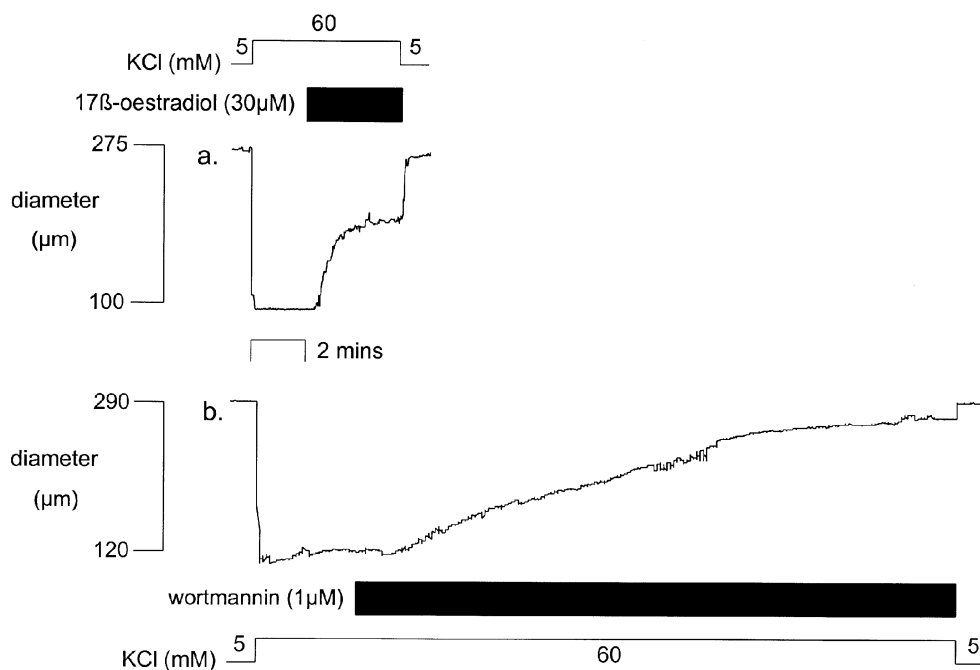 60
5 5
KCl (mM)
17ß-oestradiol (30µM)
275 a.
diameter
(µm)
100
2 mins
290 b.
diameter
(µm)
120
wortmannin (1µM)
5 60 5
KCl (mM)